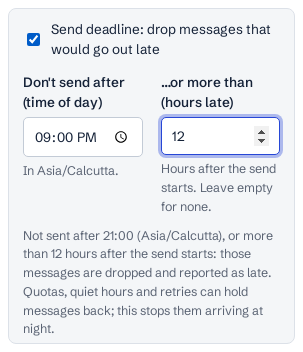 Send deadline: drop messages that
would go out late
Don't send after
(time of day)
...or more than
(hours late)
09:00 PM
12
In Asia/Calcutta.
Hours after the send
starts. Leave empty
for none.
Not sent after 21:00 (Asia/Calcutta), or more
than 12 hours after the send starts: those
messages are dropped and reported as late.
Quotas, quiet hours and retries can hold
messages back; this stops them arriving at
night.